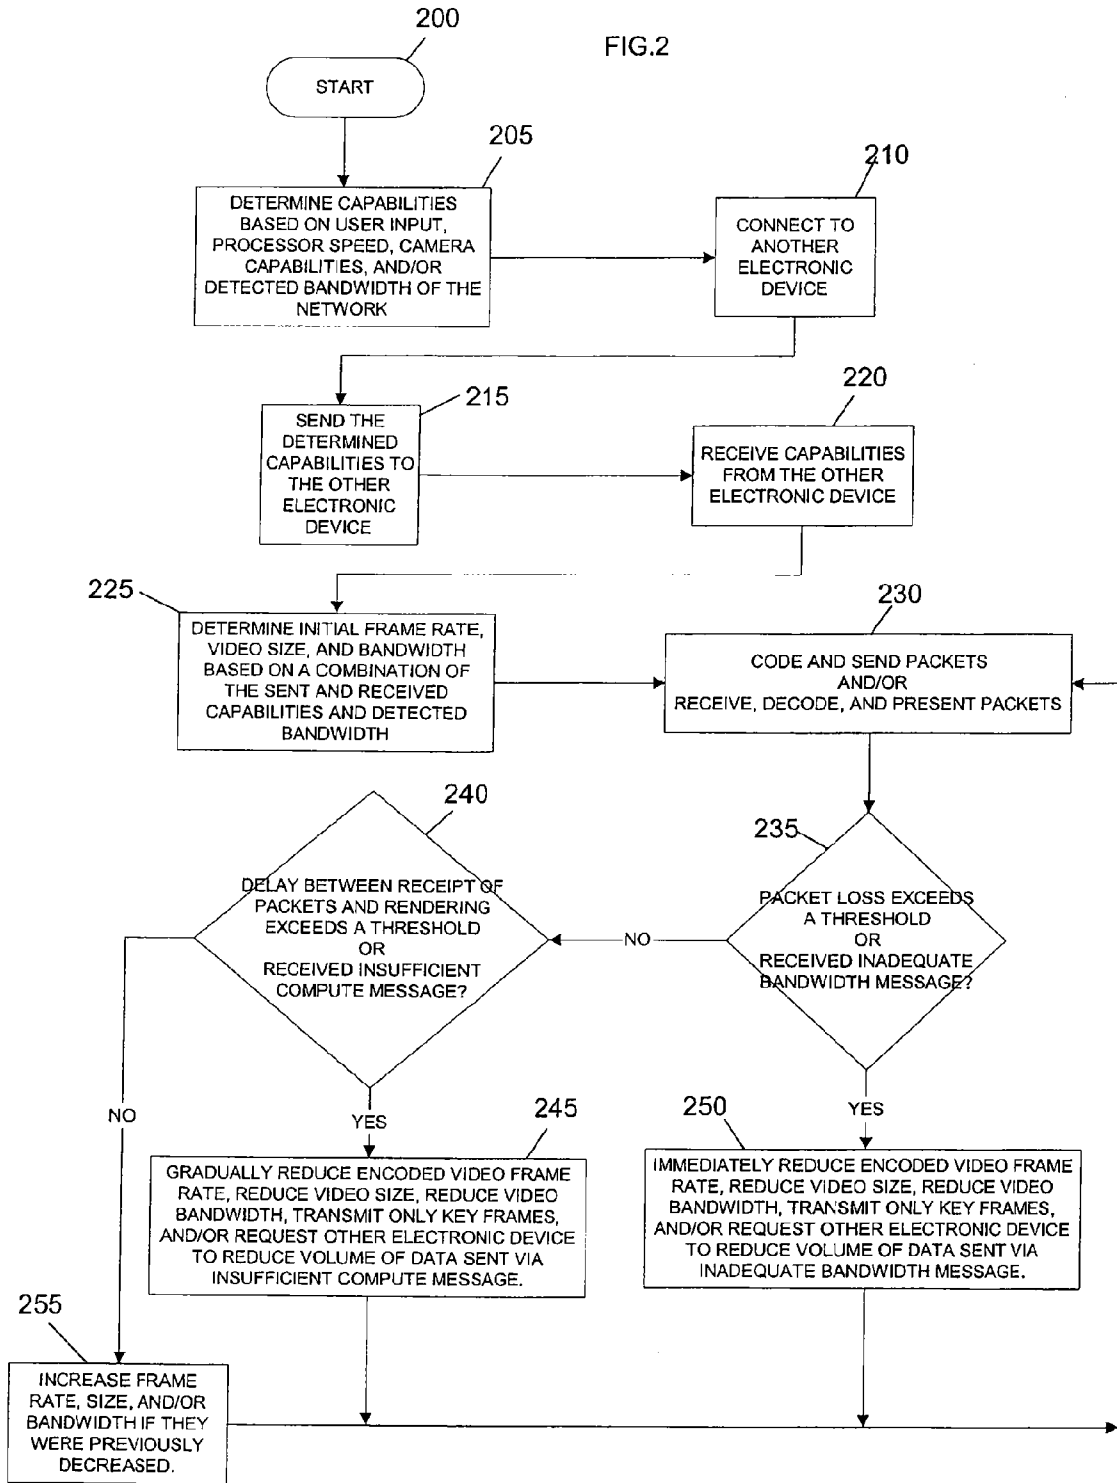 200
FIG.2
START
205
DETERMINE CAPABILITIES
BASED ON USER INPUT,
PROCESSOR SPEED, CAMERA
CAPABILITIES, AND/OR
DETECTED BANDWIDTH OF THE
NETWORK
210
CONNECT TO
ANOTHER
ELECTRONIC
DEVICE
215
SEND THE
DETERMINED
CAPABILITIES TO
THE OTHER
ELECTRONIC
DEVICE
220
RECEIVE CAPABILITIES
FROM THE OTHER
ELECTRONIC DEVICE
225
DETERMINE INITIAL FRAME RATE,
VIDEO SIZE, AND BANDWIDTH
BASED ON A COMBINATION OF
THE SENT AND RECEIVED
CAPABILITIES AND DETECTED
BANDWIDTH
230
CODE AND SEND PACKETS
AND/OR
RECEIVE, DECODE, AND PRESENT PACKETS
235
PACKET LOSS EXCEEDS
A THRESHOLD
OR
RECEIVED INADEQUATE
BANDWIDTH MESSAGE?
NO
240
DELAY BETWEEN RECEIPT OF
PACKETS AND RENDERING
EXCEEDS A THRESHOLD
OR
RECEIVED INSUFFICIENT
COMPUTE MESSAGE?
NO
YES
245
GRADUALLY REDUCE ENCODED VIDEO FRAME
RATE, REDUCE VIDEO SIZE, REDUCE VIDEO
BANDWIDTH, TRANSMIT ONLY KEY FRAMES,
AND/OR REQUEST OTHER ELECTRONIC DEVICE
TO REDUCE VOLUME OF DATA SENT VIA
INSUFFICIENT COMPUTE MESSAGE.
YES
250
IMMEDIATELY REDUCE ENCODED VIDEO FRAME
RATE, REDUCE VIDEO SIZE, REDUCE VIDEO
BANDWIDTH, TRANSMIT ONLY KEY FRAMES,
AND/OR REQUEST OTHER ELECTRONIC DEVICE
TO REDUCE VOLUME OF DATA SENT VIA
INADEQUATE BANDWIDTH MESSAGE.
255
INCREASE FRAME
RATE, SIZE, AND/OR
BANDWIDTH IF THEY
WERE PREVIOUSLY
DECREASED.